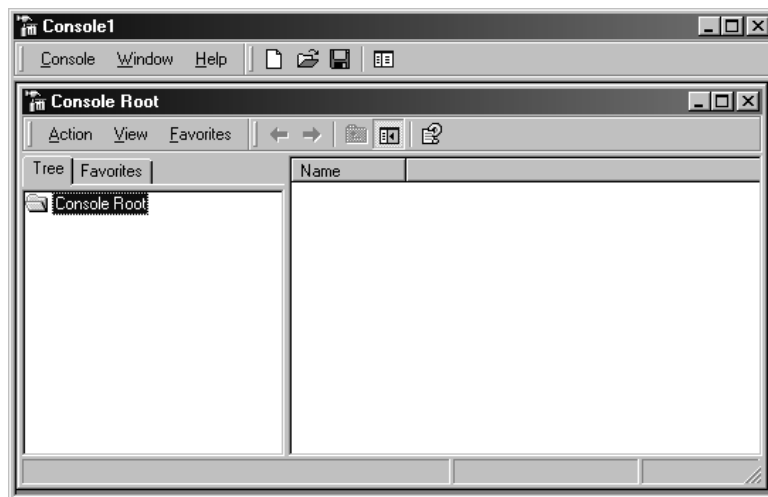 Console1
Console Window Help
Console Root
Action View Favorites
Tree Favorites
Name
Console Root